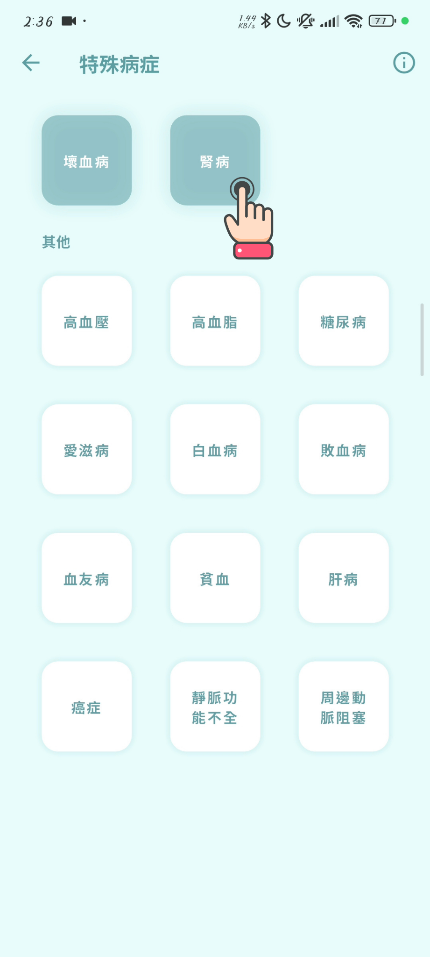 2:36
1.44
KB/s
71
特殊病症
壞血病
腎病
其他
高血壓
高血脂
糖尿病
愛滋病
白血病
敗血病
血友病
貧血
肝病
癌症
靜脈功
能不全
周邊動
脈阻塞